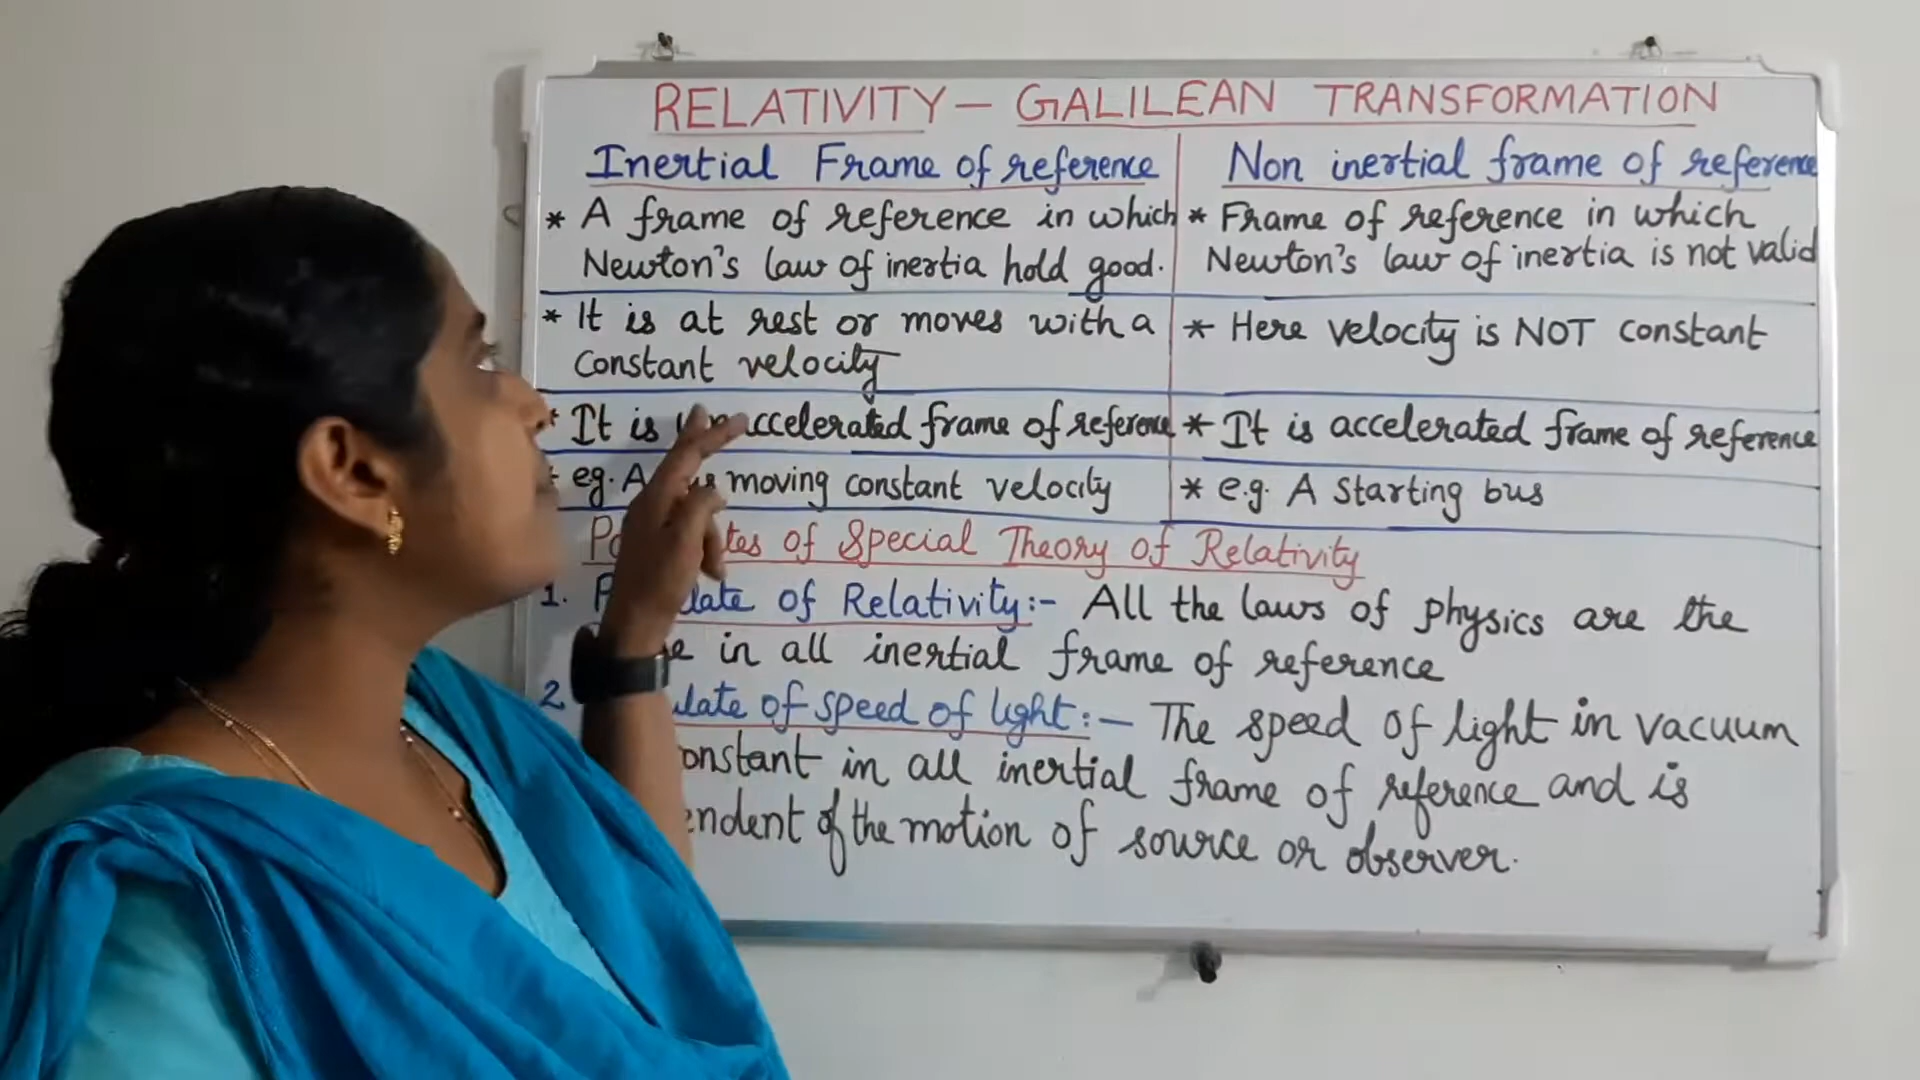 RELATIVITY — GALILEAN TRANSFORMATION
Inertial Frame of reference
* A frame of reference in which
Newton's law of inertia hold good.
* It is at rest or moves with a
constant velocity
* It is unaccelerated frame of reference
* eg. A moving constant velocity
Non inertial frame of reference
* Frame of reference in which
Newton's law of inertia is not valid
* Here velocity is NOT constant
* It is accelerated frame of reference
* e.g. A starting bus
of Special Theory of Relativity
1. of Relativity:- All the laws of physics are the
in all inertial frame of reference
2. of speed of light:— The speed of light in vacuum
in all inertial frame of reference and is
of the motion of source or observer.